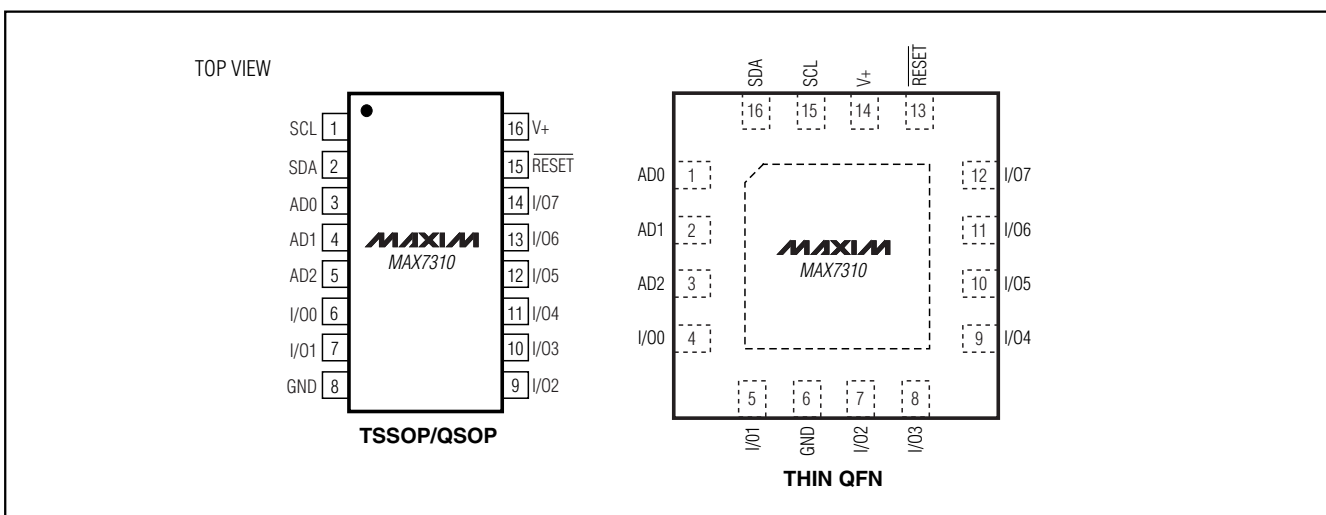 TOP VIEW
SCL 1
SDA 2
AD0 3
AD1 4
AD2 5
I/O0 6
I/O1 7
GND 8
16 V+
15 RESET
14 I/O7
13 I/O6
12 I/O5
11 I/O4
10 I/O3
9 I/O2
MAXIM
MAX7310
TSSOP/QSOP
SDA SCL V+ RESET
16 15 14 13
AD0 1
AD1 2
AD2 3
I/O0 4
12 I/O7
11 I/O6
10 I/O5
9 I/O4
MAXIM
MAX7310
5 6 7 8
I/O1 GND I/O2 I/O3
THIN QFN